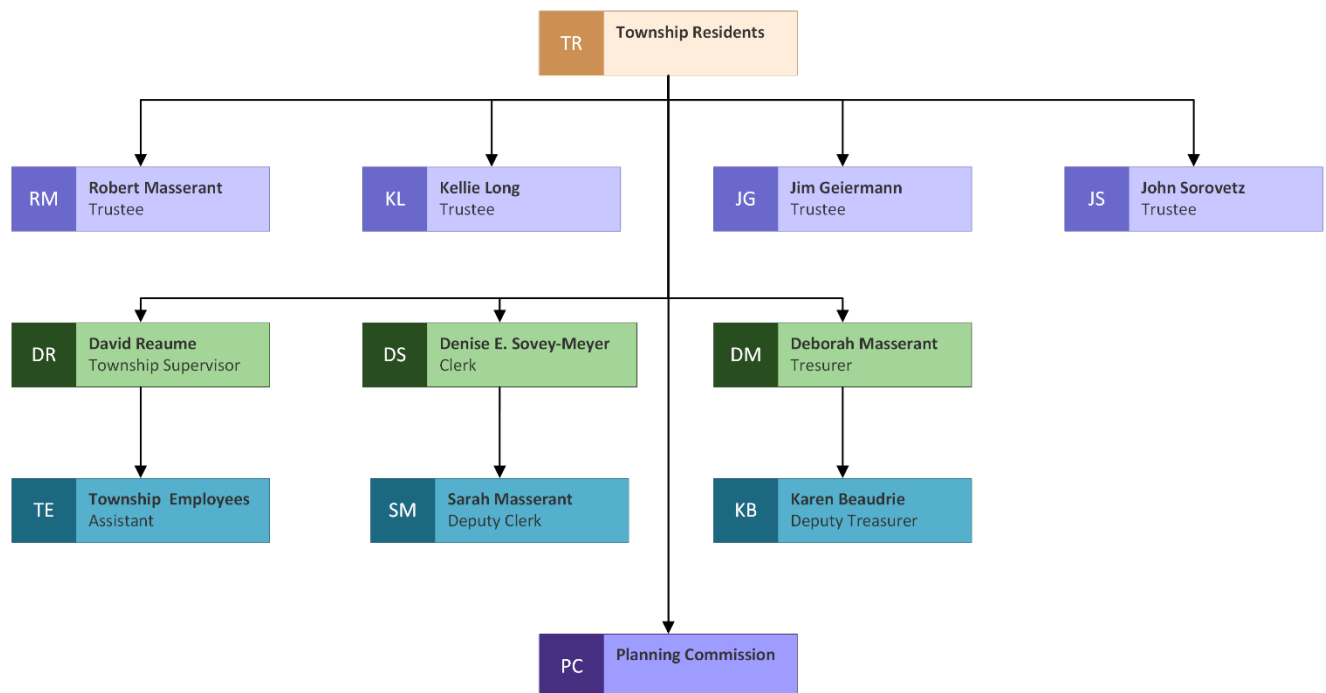 TR
Township Residents
RM
Robert Masserant
Trustee
KL
Kellie Long
Trustee
JG
Jim Geiermann
Trustee
JS
John Sorovetz
Trustee
DR
David Reaume
Township Supervisor
DS
Denise E. Sovey-Meyer
Clerk
DM
Deborah Masserant
Tresurer
TE
Township  Employees
Assistant
SM
Sarah Masserant
Deputy Clerk
KB
Karen Beaudrie
Deputy Treasurer
PC
Planning Commission